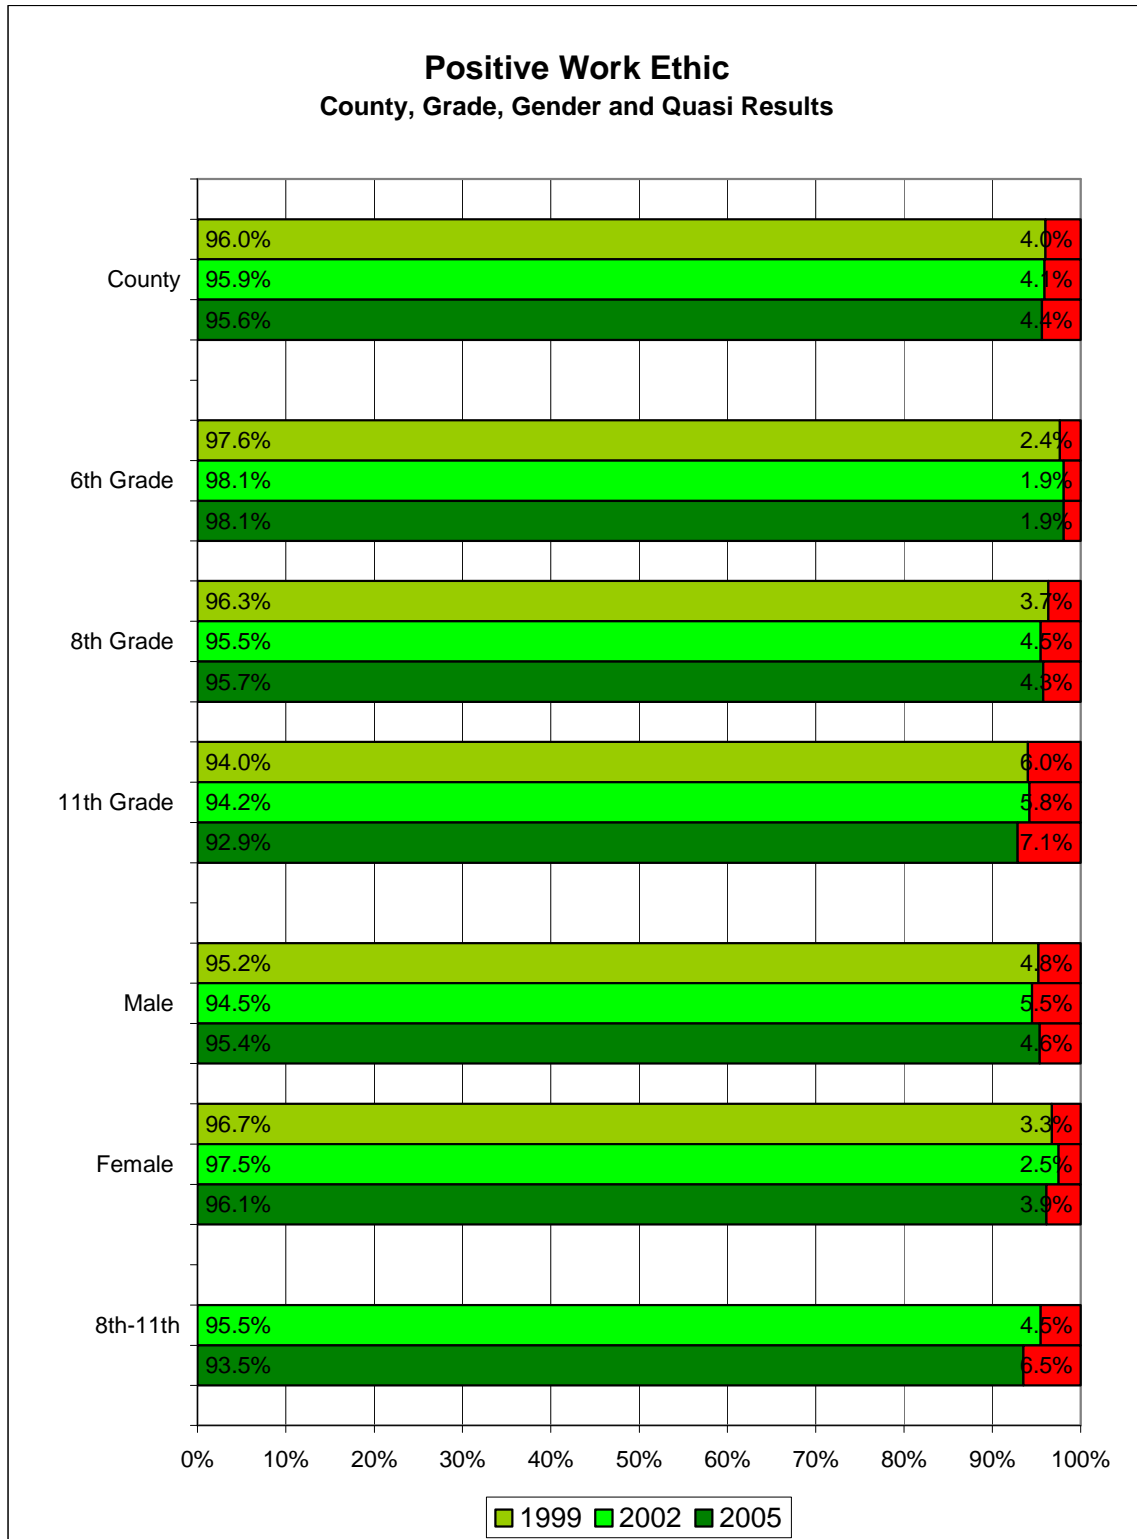 Positive Work Ethic
County, Grade, Gender and Quasi Results
96.0% 4.0%
County 95.9% 4.1%
95.6% 4.4%
97.6% 2.4%
6th Grade 98.1% 1.9%
98.1% 1.9%
96.3% 3.7%
8th Grade 95.5% 4.5%
95.7% 4.3%
94.0% 6.0%
11th Grade 94.2% 5.8%
92.9% 7.1%
95.2% 4.8%
Male 94.5% 5.5%
95.4% 4.6%
96.7% 3.3%
Female 97.5% 2.5%
96.1% 3.9%
8th-11th 95.5% 4.5%
93.5% 6.5%
0% 10% 20% 30% 40% 50% 60% 70% 80% 90% 100%
1999 2002 2005